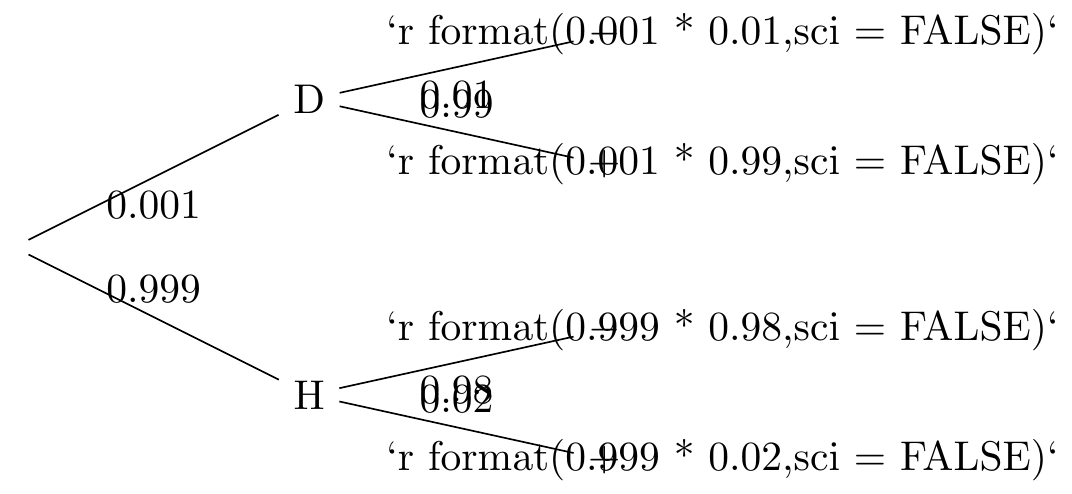 ‘r format(0.001 * 0.01,sci = FALSE)‘
−
D
0.01
0.99
‘r format(0.001 * 0.99,sci = FALSE)‘
+
0.001
0.999
‘r format(0.999 * 0.98,sci = FALSE)‘
−
H
0.98
0.02
‘r format(0.999 * 0.02,sci = FALSE)‘
+